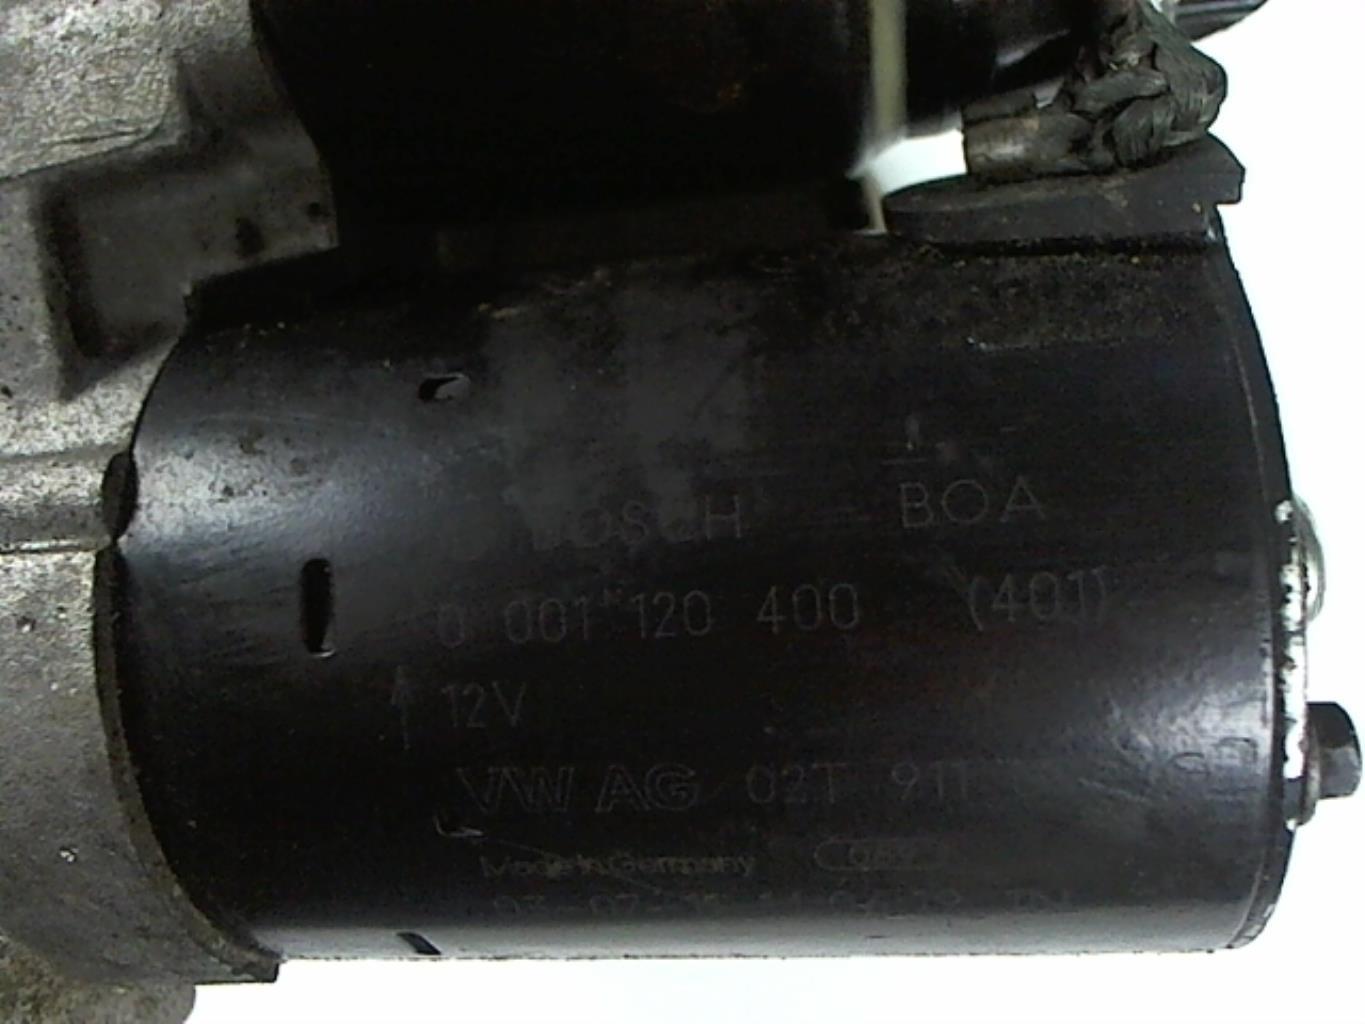 BOSCH BOA
0 001 120 400 (401)
12V
VW AG 02T 911
Made in Germany